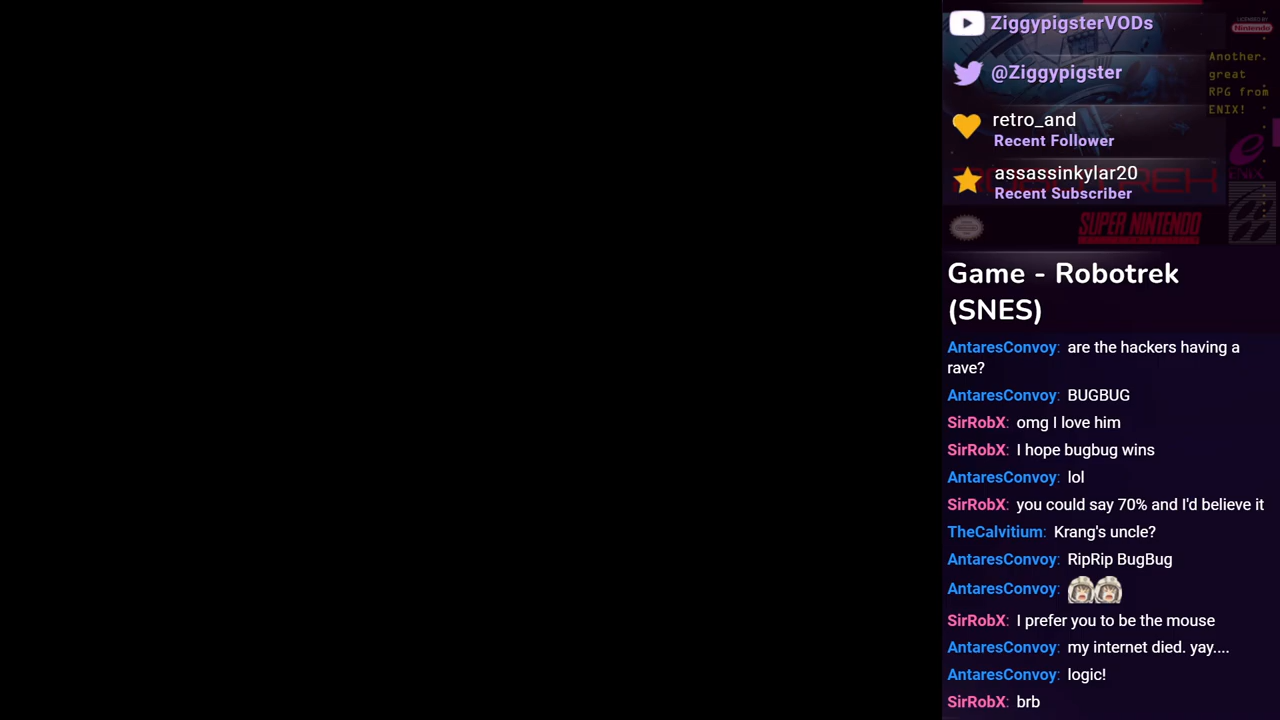 ZiggypigsterVODs
LICENSED BY
Nintendo
@Ziggypigster
Another
great
RPG from
ENIX!
retro_and
Recent Follower
assassinkylar20
Recent Subscriber
SUPER NINTENDO
Game - Robotrek
(SNES)
AntaresConvoy: are the hackers having a
rave?
AntaresConvoy: BUGBUG
SirRobX: omg I love him
SirRobX: I hope bugbug wins
AntaresConvoy: lol
SirRobX: you could say 70% and I'd believe it
TheCalvitium: Krang's uncle?
AntaresConvoy: RipRip BugBug
AntaresConvoy:
SirRobX: I prefer you to be the mouse
AntaresConvoy: my internet died. yay....
AntaresConvoy: logic!
SirRobX: brb